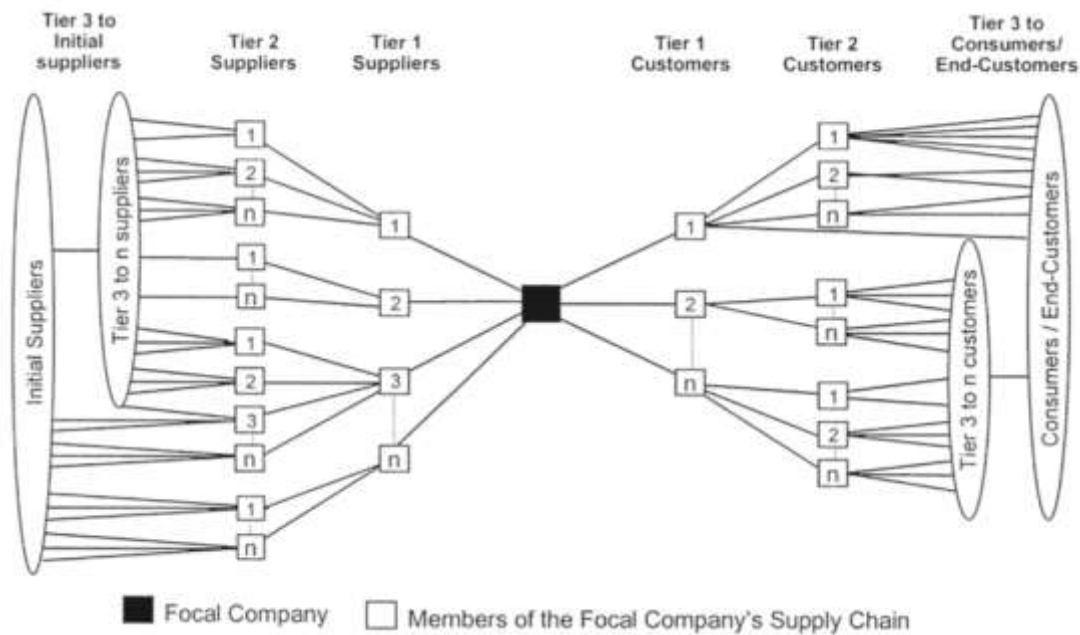 Tier 3 to
Initial
suppliers
Tier 2
Suppliers
Tier 1
Suppliers
Tier 1
Customers
Tier 2
Customers
Tier 3 to
Consumers/
End-Customers
Initial Suppliers
Tier 3 to n suppliers
1
2
n
1
n
1
2
3
n
1
n
1
2
3
n
1
2
n
1
2
n
1
n
1
2
n
Tier 3 to n customers
Consumers / End-Customers
Focal Company
Members of the Focal Company's Supply Chain